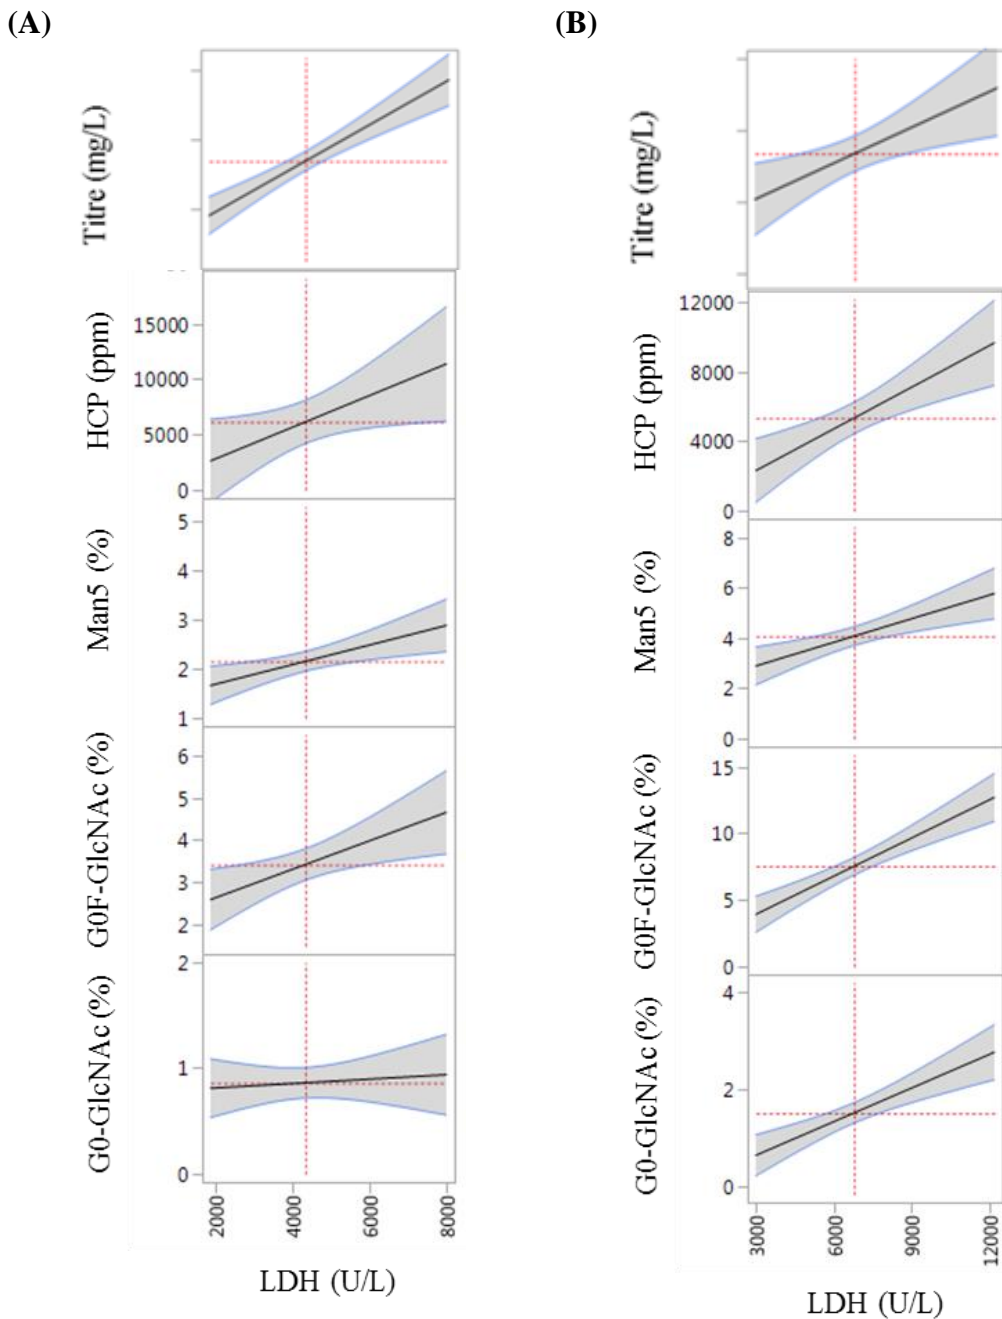 (A)
Titre (mg/L)
HCP (ppm)
15000
10000
5000
0
Man5 (%)
5
4
3
2
1
G0F-GlcNAc (%)
6
5
4
3
2
G0-GlcNAc (%)
2
1
0
2000
4000
6000
8000
LDH (U/L)
(B)
Titre (mg/L)
HCP (ppm)
12000
8000
4000
0
Man5 (%)
8
6
4
2
0
G0F-GlcNAc (%)
15
10
5
0
G0-GlcNAc (%)
4
2
0
3000
6000
9000
12000
LDH (U/L)